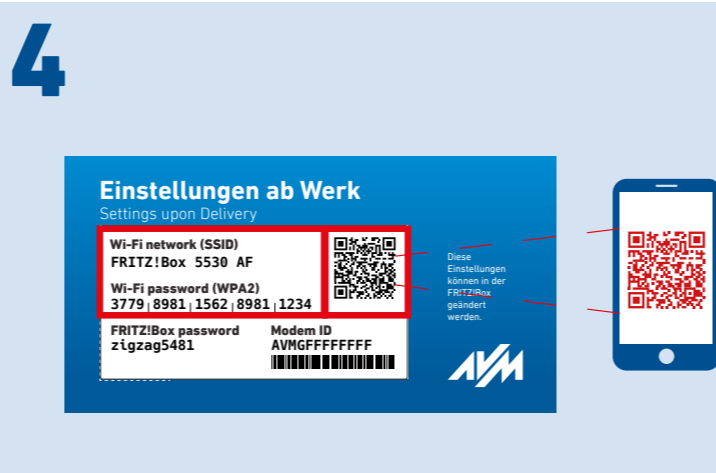 4
Einstellungen ab Werk
Settings upon Delivery
Wi-Fi network (SSID)
FRITZ!Box 5530 AF
Wi-Fi password (WPA2)
3779|8981|1562|8981|1234
FRITZ!Box password
zigzag5481
Modem ID
AVMGFFFFFFFF
Diese
Einstellungen
können in der
FRITZ!Box
geändert
werden.
AVM